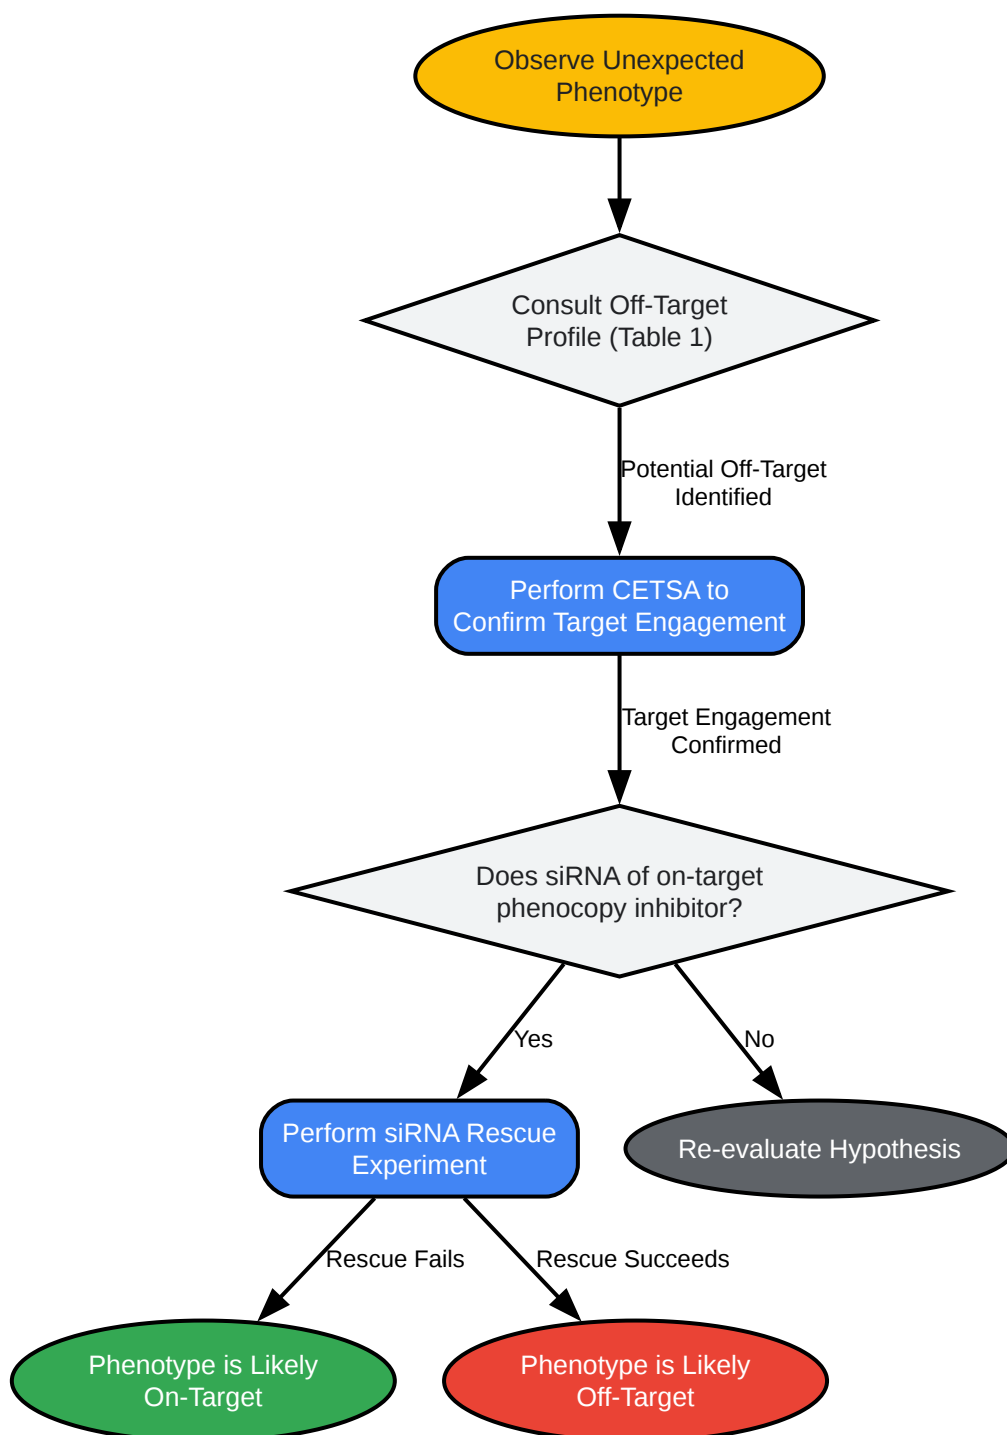 Observe Unexpected
Phenotype
Consult Off-Target
Profile (Table 1)
Potential Off-Target
Identified
Perform CETSA to
Confirm Target Engagement
Target Engagement
Confirmed
Does siRNA of on-target
phenocopy inhibitor?
Yes
No
Perform siRNA Rescue
Experiment
Re-evaluate Hypothesis
Rescue Fails
Rescue Succeeds
Phenotype is Likely
On-Target
Phenotype is Likely
Off-Target